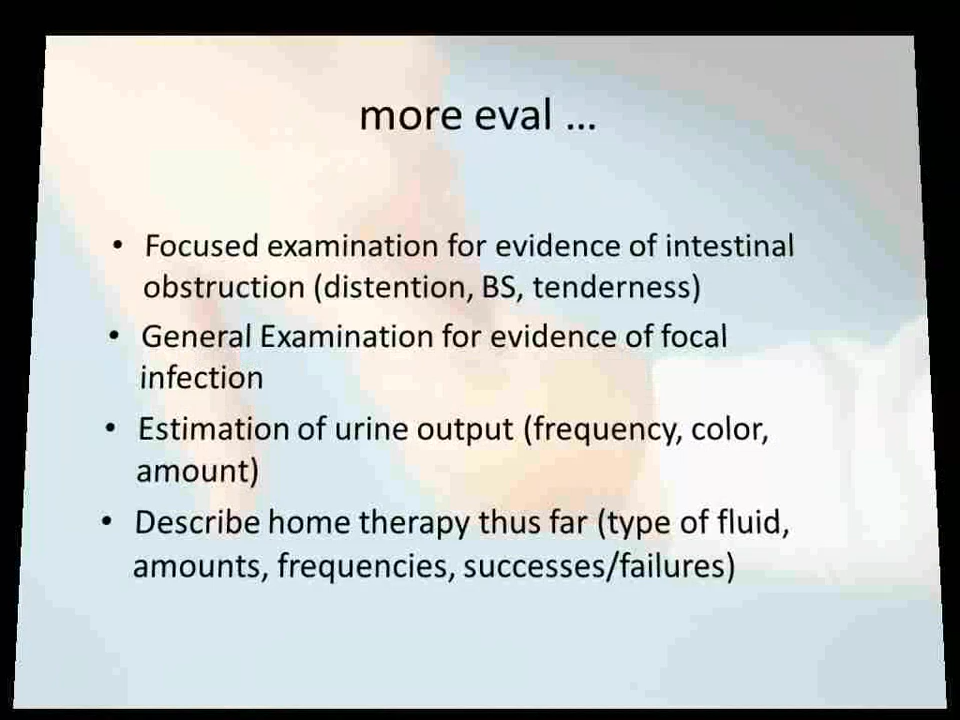 more eval ...
• Focused examination for evidence of intestinal
obstruction (distention, BS, tenderness)
• General Examination for evidence of focal
infection
• Estimation of urine output (frequency, color,
amount)
• Describe home therapy thus far (type of fluid,
amounts, frequencies, successes/failures)